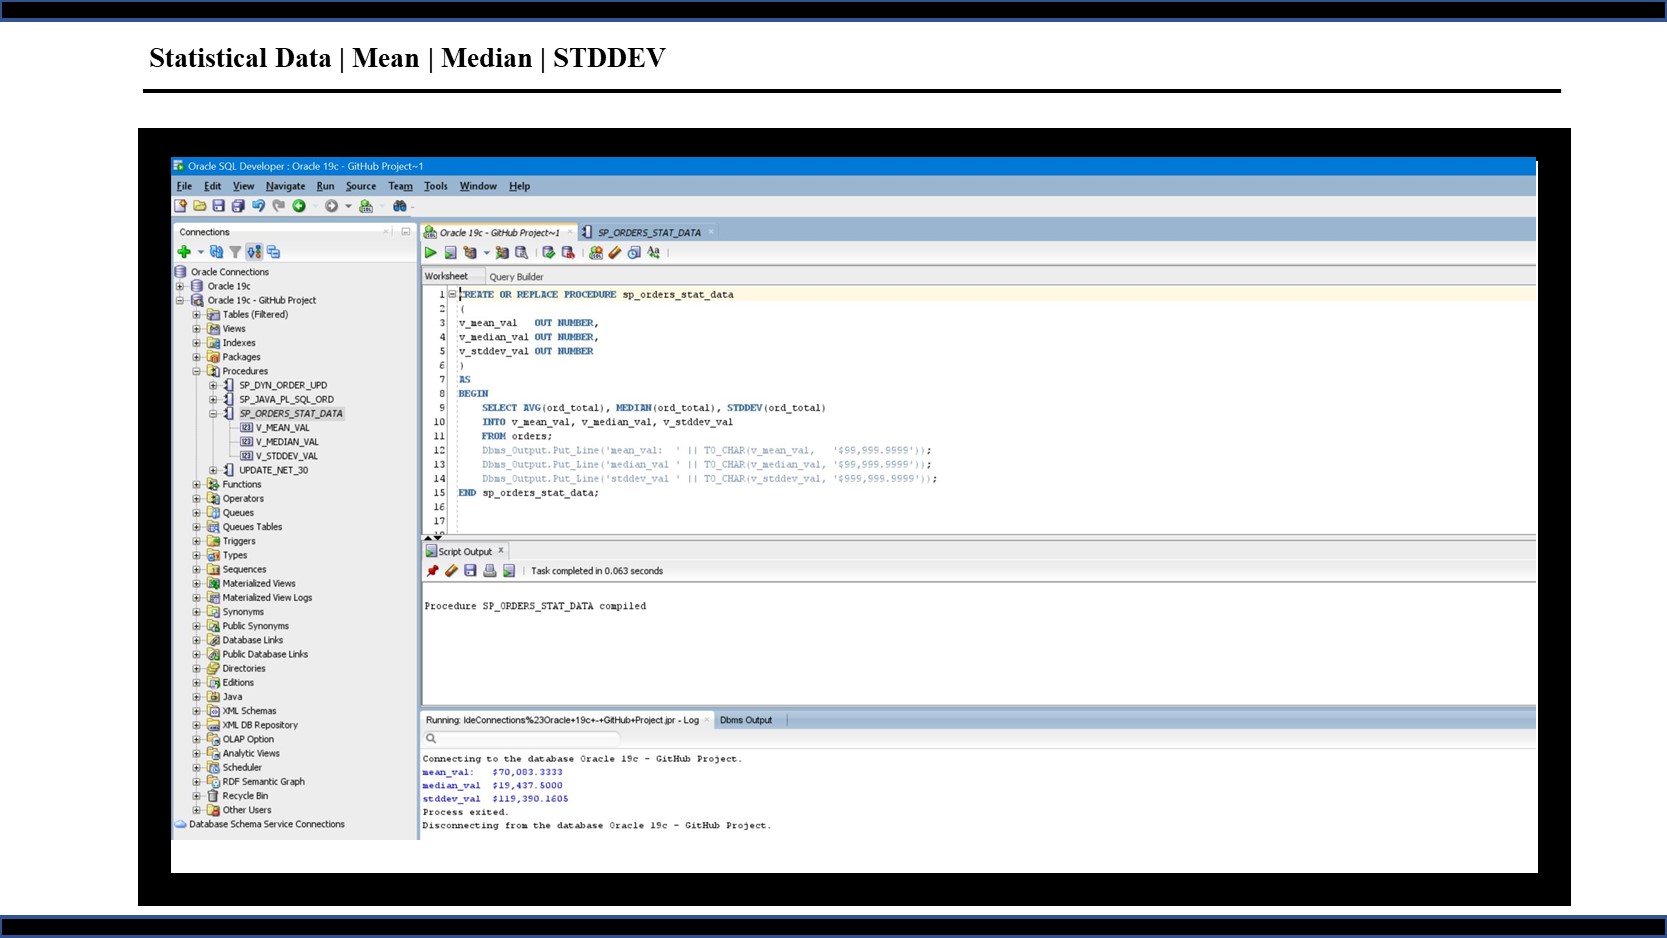 Statistical Data | Mean | Median | STDDEV
Oracle SQL Developer : Oracle 19c - GitHub Project~1
File Edit View Navigate Run Source Team Tools Window Help
Connections
Oracle Connections
Oracle 19c
Oracle 19c - GitHub Project
Tables (Filtered)
Views
Indexes
Packages
Procedures
SP_DYN_ORDER_UPD
SP_JAVA_PL_SQL_ORD
SP_ORDERS_STAT_DATA
V_MEAN_VAL
V_MEDIAN_VAL
V_STDDEV_VAL
UPDATE_NET_30
Functions
Operators
Queues
Queues Tables
Triggers
Types
Sequences
Materialized Views
Materialized View Logs
Synonyms
Public Synonyms
Database Links
Public Database Links
Directories
Editions
Java
XML Schemas
XML DB Repository
OLAP Option
Analytic Views
Scheduler
RDF Semantic Graph
Recycle Bin
Other Users
Database Schema Service Connections
Oracle 19c - GitHub Project~1 SP_ORDERS_STAT_DATA
Worksheet Query Builder
1 CREATE OR REPLACE PROCEDURE sp_orders_stat_data
2 (
3 v_mean_val   OUT NUMBER,
4 v_median_val OUT NUMBER,
5 v_stddev_val OUT NUMBER
6 )
7 AS
8 BEGIN
9     SELECT AVG(ord_total), MEDIAN(ord_total), STDDEV(ord_total)
10     INTO v_mean_val, v_median_val, v_stddev_val
11     FROM orders;
12     Dbms_Output.Put_Line('mean_val:  ' || TO_CHAR(v_mean_val,   '$99,999.9999'));
13     Dbms_Output.Put_Line('median_val ' || TO_CHAR(v_median_val, '$99,999.9999'));
14     Dbms_Output.Put_Line('stddev_val ' || TO_CHAR(v_stddev_val, '$999,999.9999'));
15 END sp_orders_stat_data;
16
17
Script Output
Task completed in 0.063 seconds
Procedure SP_ORDERS_STAT_DATA compiled
Running: IdeConnections%23Oracle+19c+-+GitHub+Project.jpr - Log Dbms Output
Connecting to the database Oracle 19c - GitHub Project.
mean_val:   $70,083.3333
median_val  $19,437.5000
stddev_val  $119,390.1605
Process exited.
Disconnecting from the database Oracle 19c - GitHub Project.